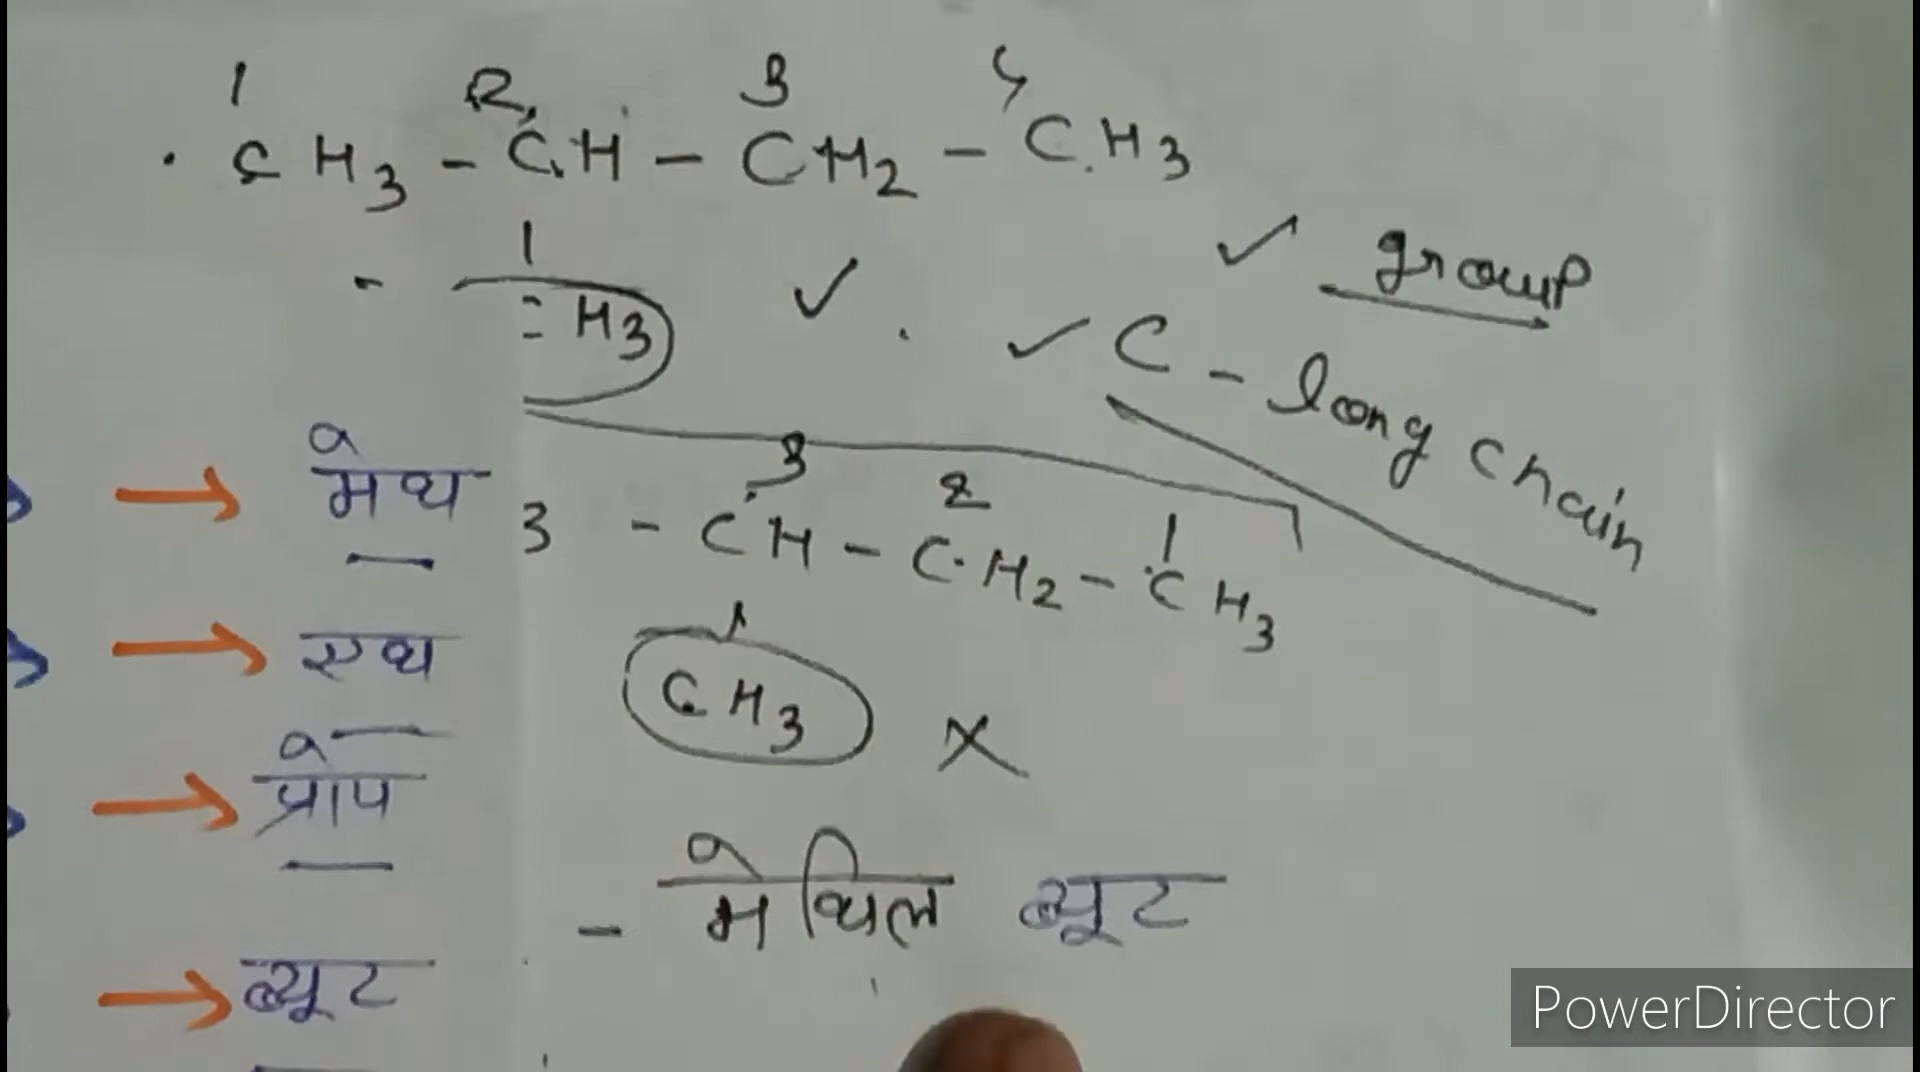 1 2 3 4
CH3 - CH - CH2 - CH3
1
= H3
group
C - long chain
3 2 1
3 - CH - CH2 - CH3
CH3 X
मेथ
एथ
प्रोप
ब्यूट
- मेथिल ब्यूट
PowerDirector